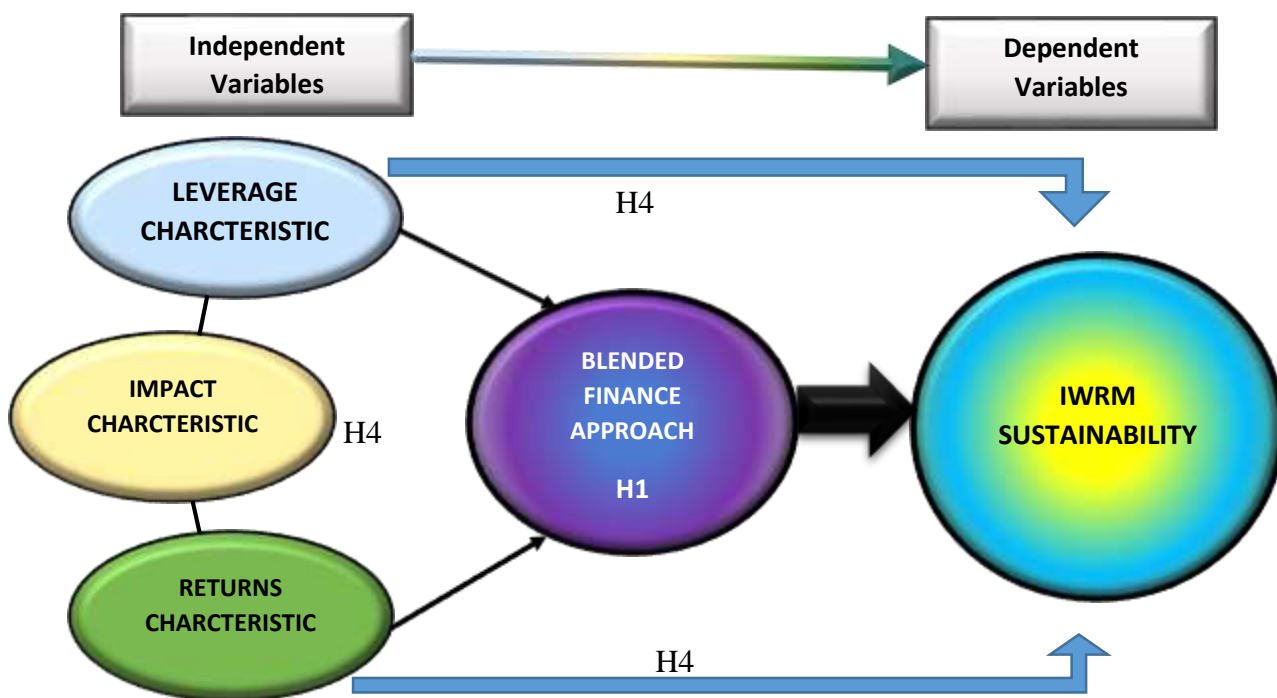 Independent
Variables
Dependent
Variables
LEVERAGE
CHARCTERISTIC
H4
IMPACT
CHARCTERISTIC
H4
BLENDED
FINANCE
APPROACH
H1
IWRM
SUSTAINABILITY
RETURNS
CHARCTERISTIC
H4